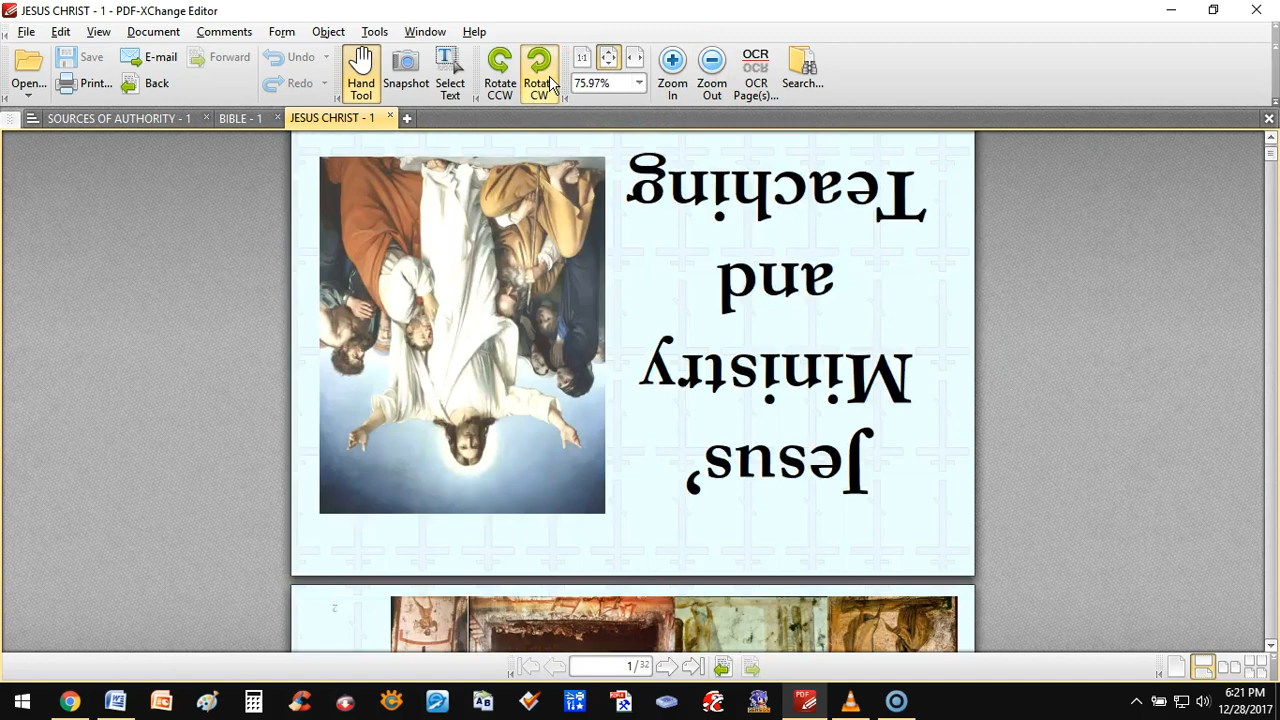 JESUS CHRIST - 1 - PDF-XChange Editor
File Edit View Document Comments Form Object Tools Window Help
Open... Save E-mail Forward Undo Hand Tool Snapshot Select Text Rotate CCW Rotate CW 1:1 75.97% Zoom In Zoom Out OCR OCR Page(s)... Search...
Print... Back Redo
SOURCES OF AUTHORITY - 1 BIBLE - 1 JESUS CHRIST - 1
Jesus'
Ministry
and
Teaching
2
1/32
6:21 PM
12/28/2017